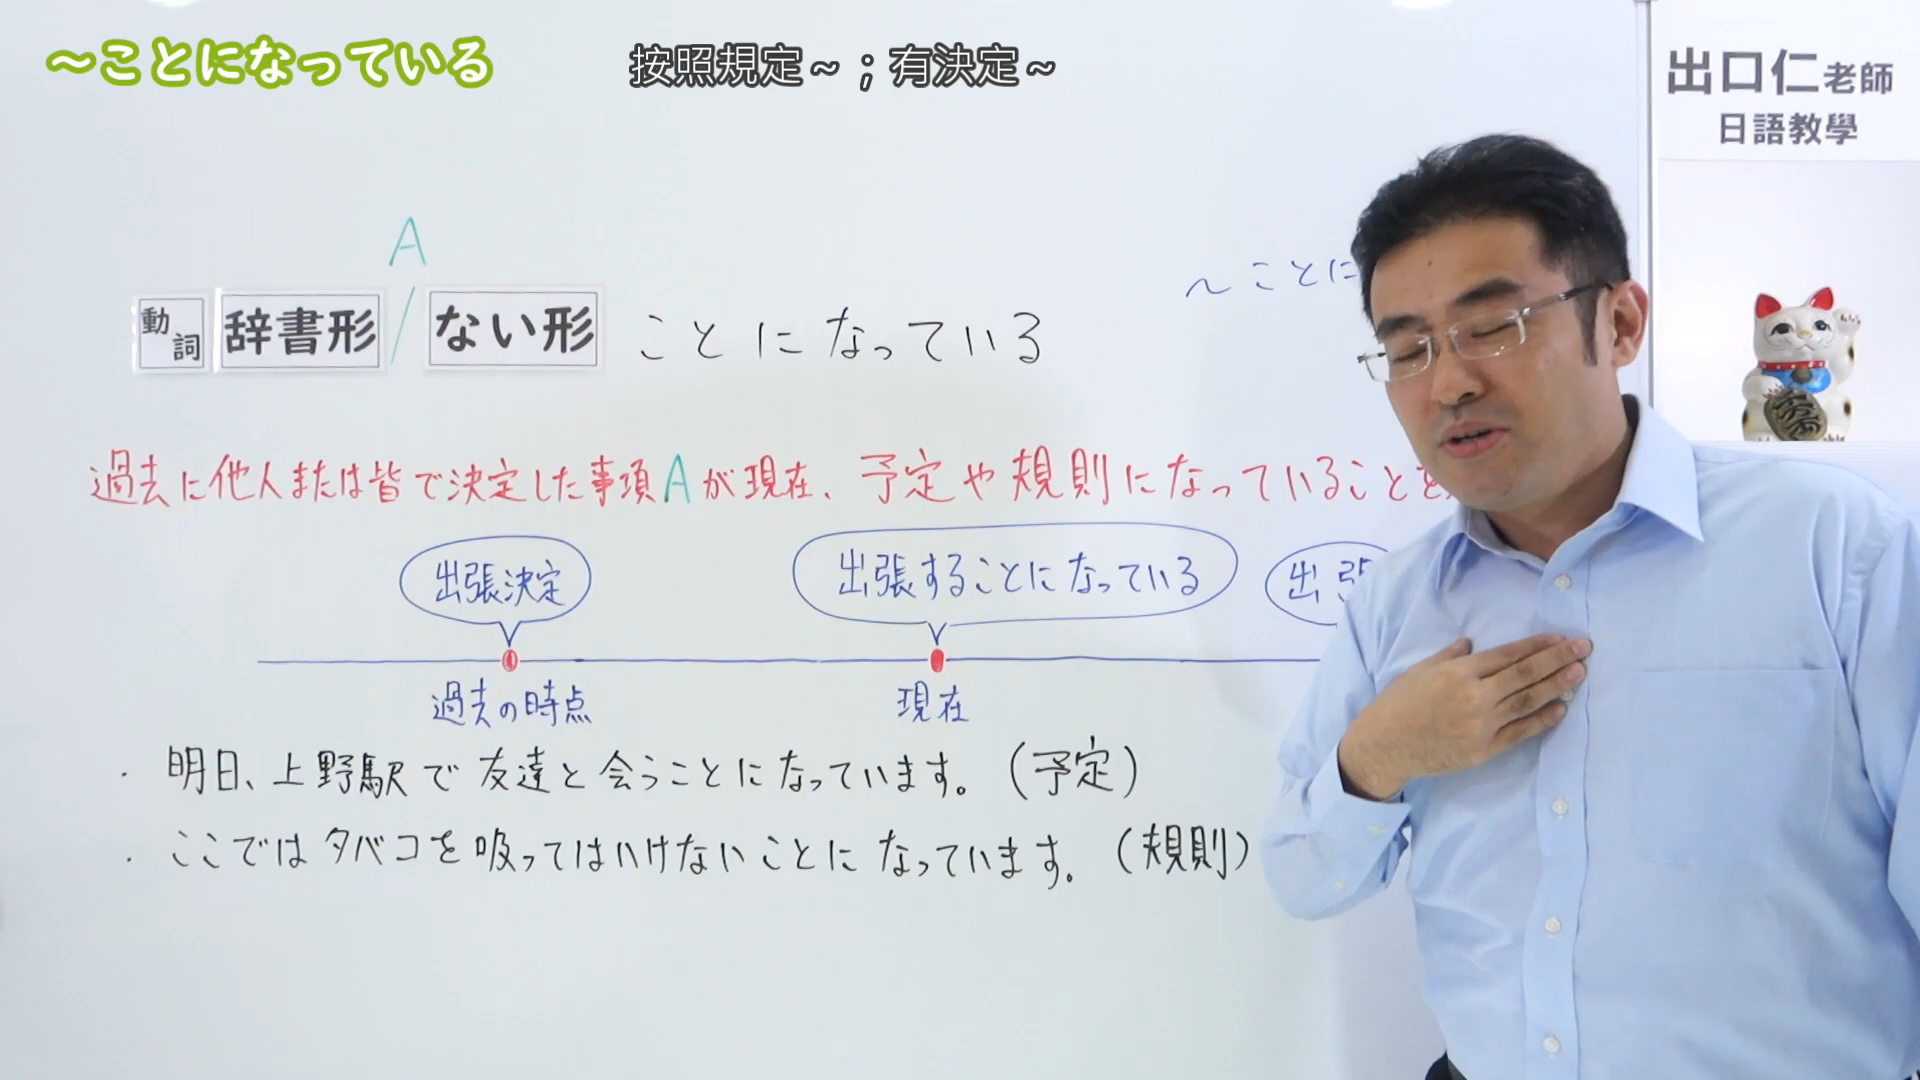 ～ことになっている
按照規定～；有決定～
出口仁老師
日語教學
A
動詞 辞書形 / ない形 ことになっている
～ことに
過去に他人または皆で決定した事項Aが現在、予定や規則になっていることを
出張決定
出張することになっている
出張
過去の時点
現在
・明日、上野駅で友達と会うことになっています。（予定）
・ここではタバコを吸ってはいけないことになっています。（規則）